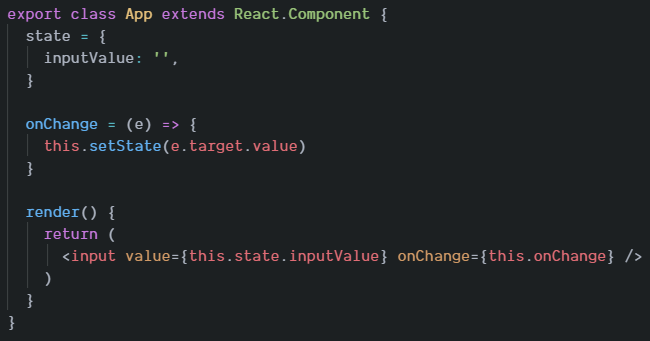 export class App extends React.Component {
  state = {
    inputValue: '',
  }

  onChange = (e) => {
    this.setState(e.target.value)
  }

  render() {
    return (
      <input value={this.state.inputValue} onChange={this.onChange} />
    )
  }
}